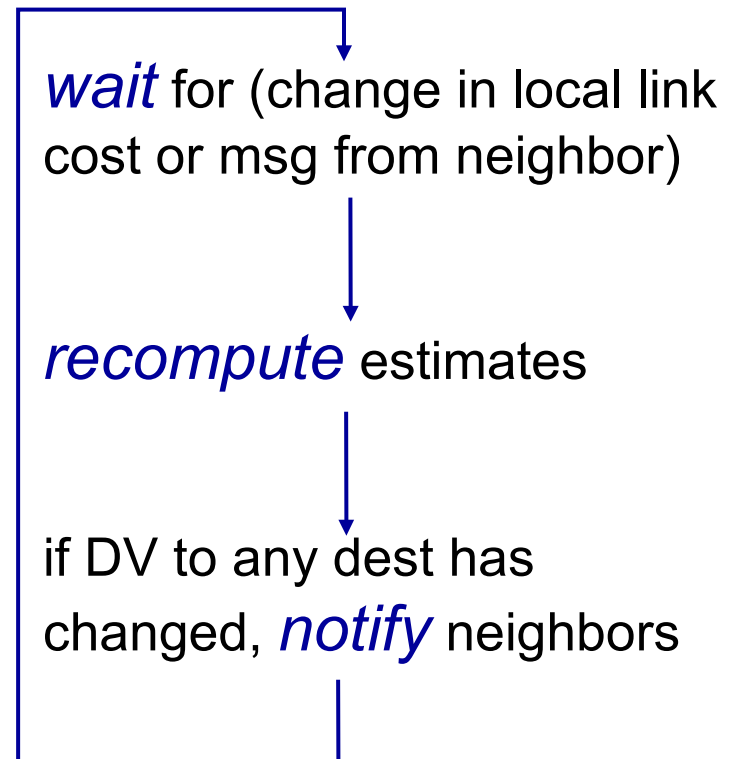 wait for (change in local link
cost or msg from neighbor)
recompute estimates
if DV to any dest has
changed, notify neighbors